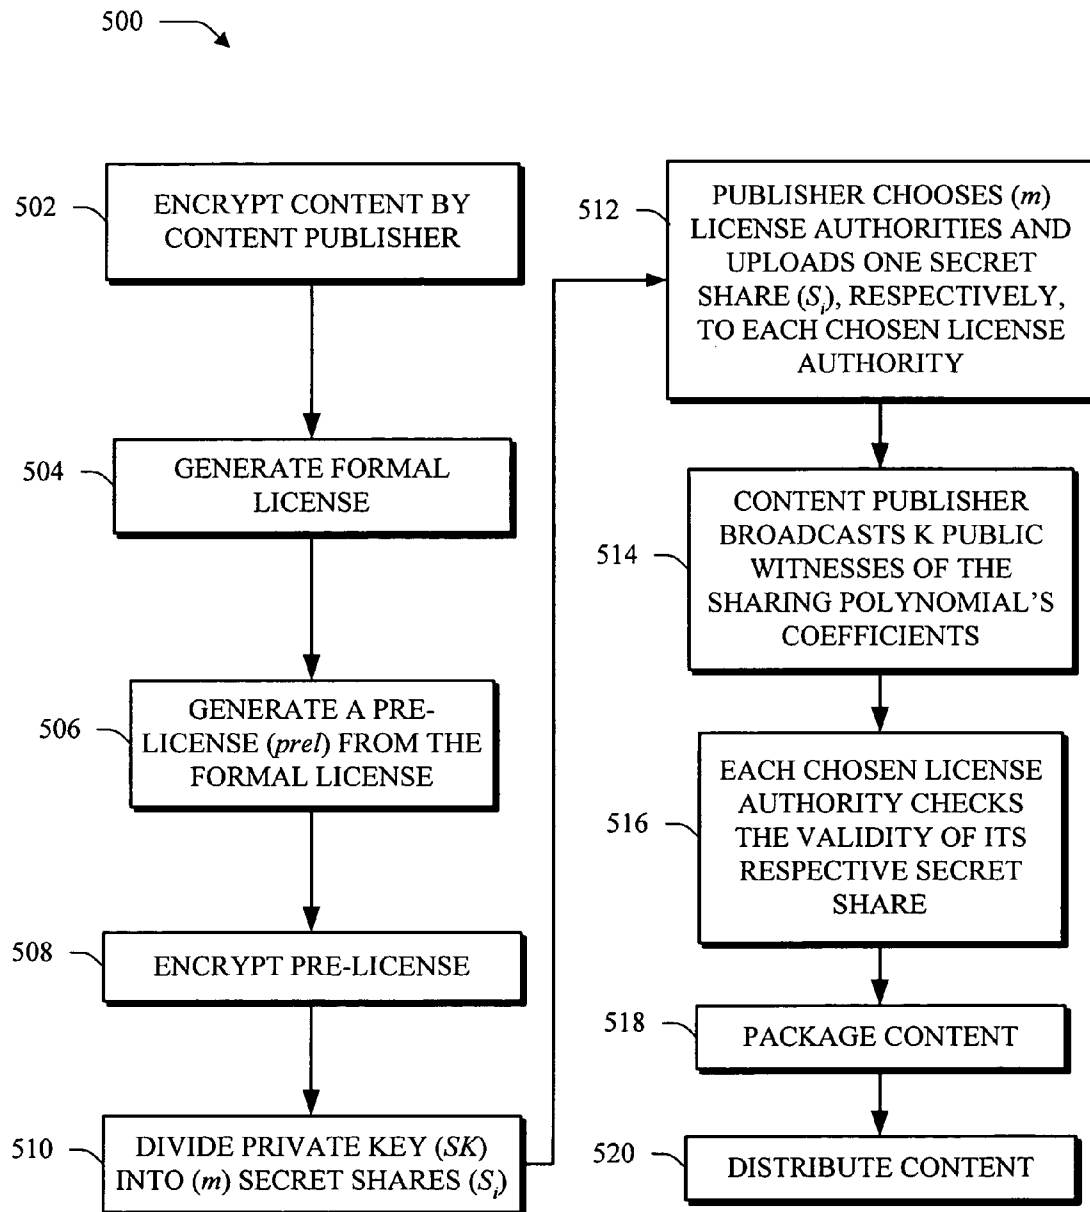 500
502
ENCRYPT CONTENT BY
CONTENT PUBLISHER
504
GENERATE FORMAL
LICENSE
506
GENERATE A PRE-
LICENSE (prel) FROM THE
FORMAL LICENSE
508
ENCRYPT PRE-LICENSE
510
DIVIDE PRIVATE KEY (SK)
INTO (m) SECRET SHARES (Si)
512
PUBLISHER CHOOSES (m)
LICENSE AUTHORITIES AND
UPLOADS ONE SECRET
SHARE (Si), RESPECTIVELY,
TO EACH CHOSEN LICENSE
AUTHORITY
514
CONTENT PUBLISHER
BROADCASTS K PUBLIC
WITNESSES OF THE
SHARING POLYNOMIAL'S
COEFFICIENTS
516
EACH CHOSEN LICENSE
AUTHORITY CHECKS
THE VALIDITY OF ITS
RESPECTIVE SECRET
SHARE
518
PACKAGE CONTENT
520
DISTRIBUTE CONTENT